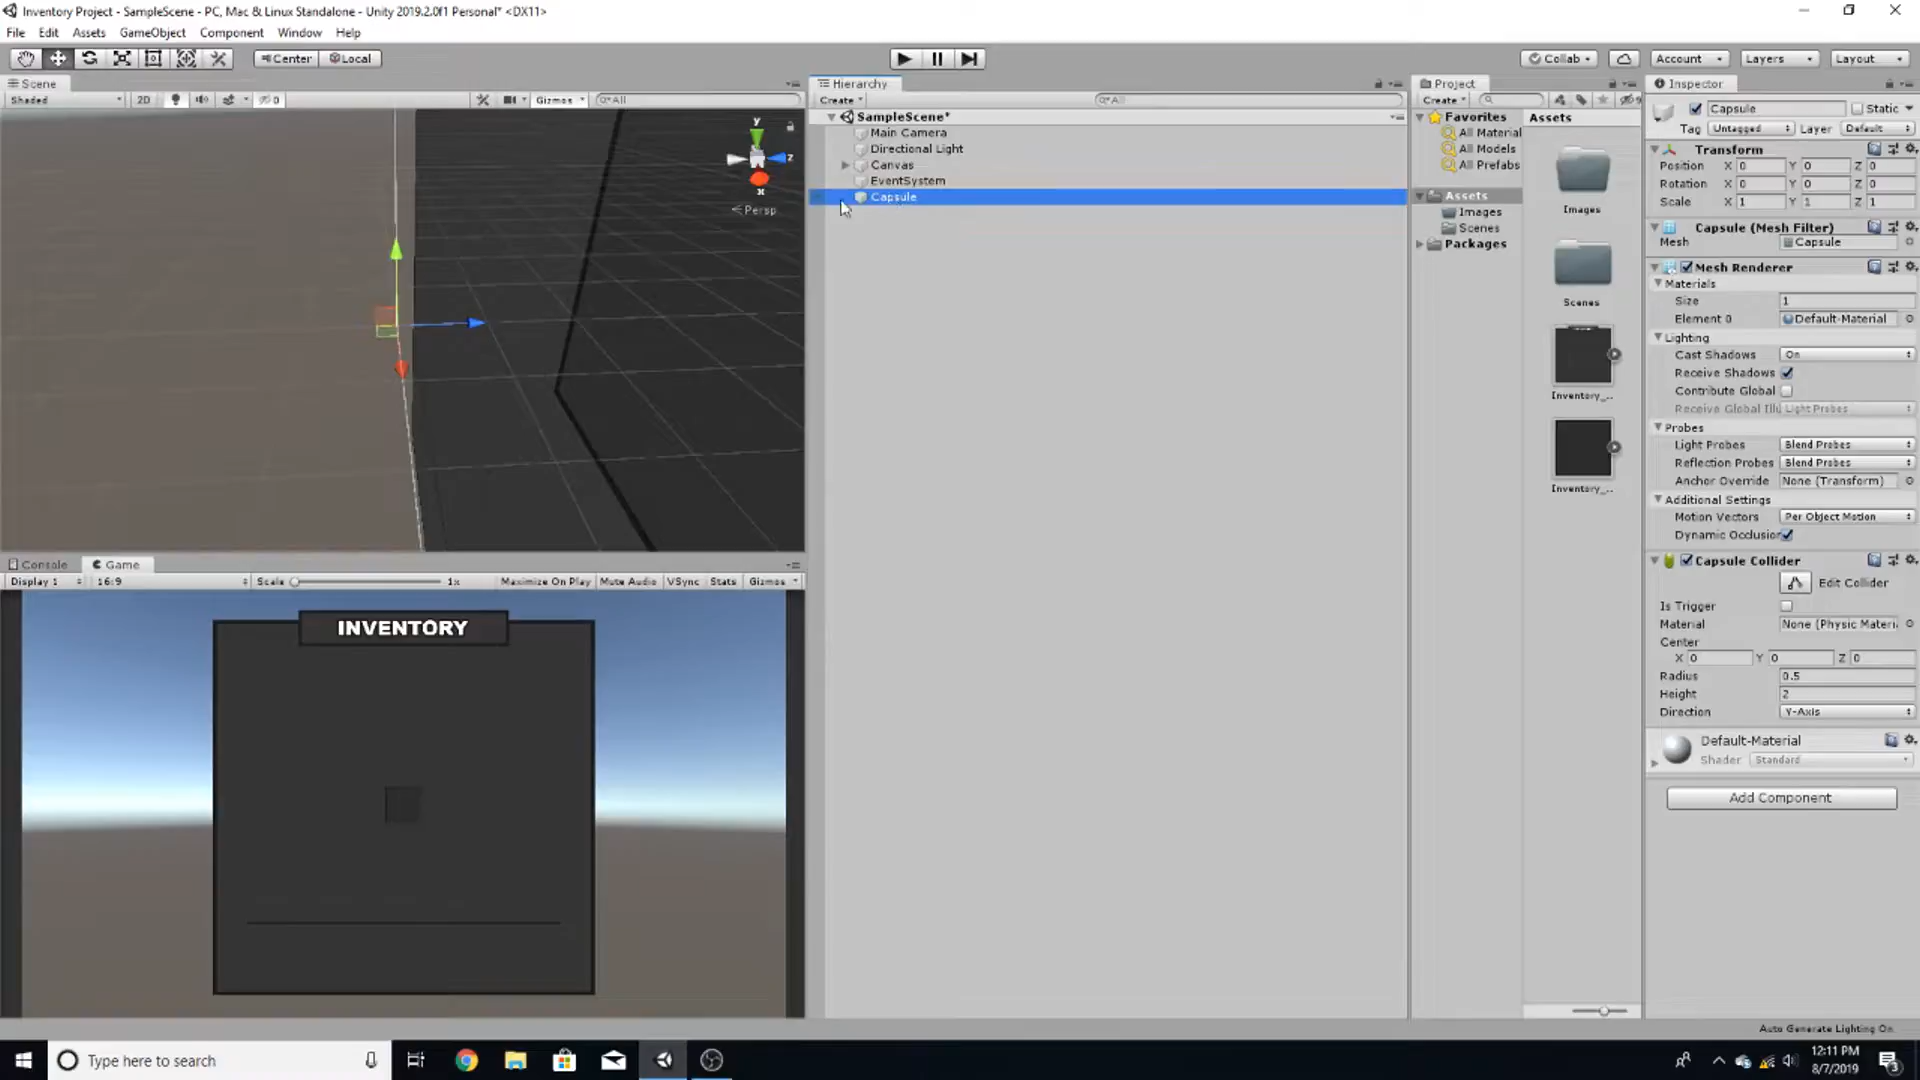 Inventory Project - SampleScene - PC, Mac & Linux Standalone - Unity 2019.2.0f1 Personal* <DX11>
File Edit Assets GameObject Component Window Help
Center Local
Collab Account Layers Layout
Scene
Shaded 2D 0 Gizmos All
y
z
x
Persp
Hierarchy
Create All
SampleScene*
Main Camera
Directional Light
Canvas
EventSystem
Capsule
Project
Create
Favorites
All Material
All Models
All Prefabs
Assets
Images
Scenes
Packages
Assets
Images
Scenes
Inventory_...
Inventory_...
Inspector
Capsule Static
Tag Untagged Layer Default
Transform
Position X 0 Y 0 Z 0
Rotation X 0 Y 0 Z 0
Scale X 1 Y 1 Z 1
Capsule (Mesh Filter)
Mesh Capsule
Mesh Renderer
Materials
Size 1
Element 0 Default-Material
Lighting
Cast Shadows On
Receive Shadows
Contribute Global
Receive Global Illu Light Probes
Probes
Light Probes Blend Probes
Reflection Probes Blend Probes
Anchor Override None (Transform)
Additional Settings
Motion Vectors Per Object Motion
Dynamic Occlusion
Capsule Collider
Edit Collider
Is Trigger
Material None (Physic Materi
Center
X 0 Y 0 Z 0
Radius 0.5
Height 2
Direction Y-Axis
Default-Material
Shader Standard
Add Component
Console Game
Display 1 16:9 Scale 1x Maximize On Play Mute Audio VSync Stats Gizmos
INVENTORY
Auto Generate Lighting On
Type here to search
12:11 PM
8/7/2019
3